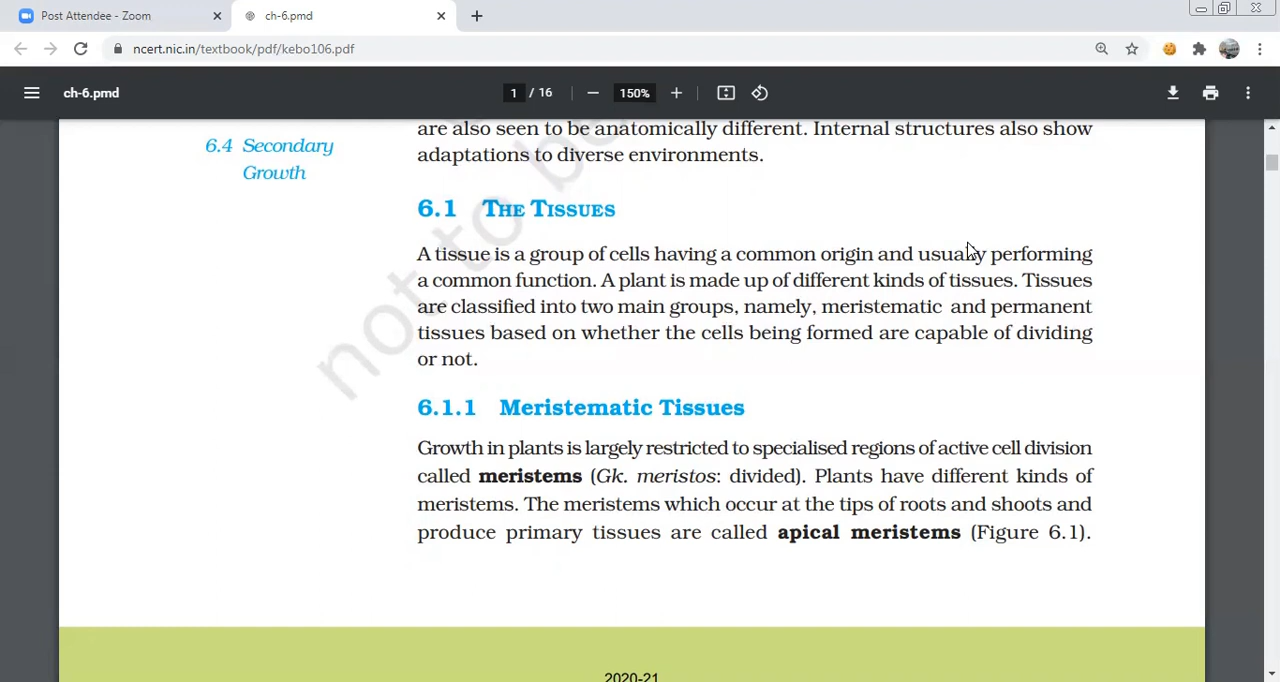 Post Attendee - Zoom
ch-6.pmd
ncert.nic.in/textbook/pdf/kebo106.pdf
ch-6.pmd
1 / 16
150%
are also seen to be anatomically different. Internal structures also show
adaptations to diverse environments.
6.4 Secondary
Growth
6.1 THE TISSUES
A tissue is a group of cells having a common origin and usually performing
a common function. A plant is made up of different kinds of tissues. Tissues
are classified into two main groups, namely, meristematic and permanent
tissues based on whether the cells being formed are capable of dividing
or not.
6.1.1 Meristematic Tissues
Growth in plants is largely restricted to specialised regions of active cell division
called meristems (Gk. meristos: divided). Plants have different kinds of
meristems. The meristems which occur at the tips of roots and shoots and
produce primary tissues are called apical meristems (Figure 6.1).
not to be
2020-21